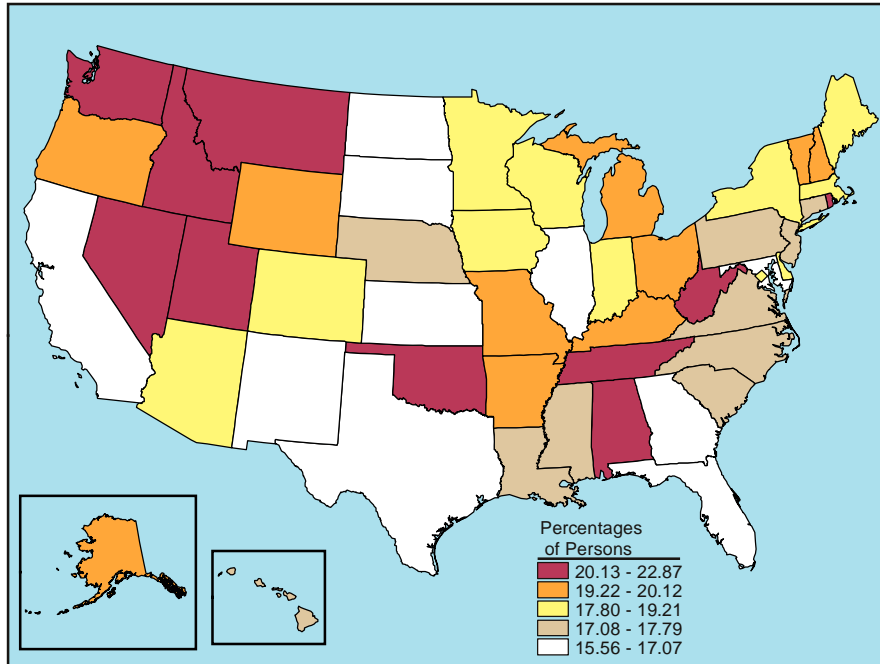 Percentages
of Persons
20.13 - 22.87
19.22 - 20.12
17.80 - 19.21
17.08 - 17.79
15.56 - 17.07